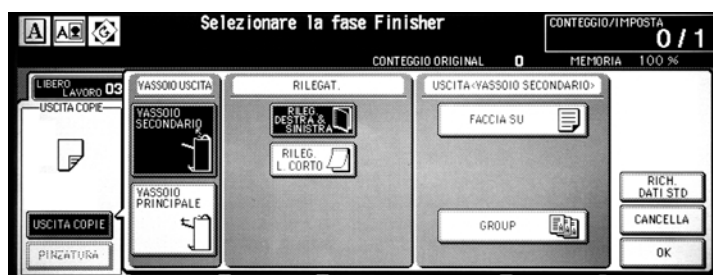 A A
Selezionare la fase Finisher
CONTEGGIO/IMPOSTA
0 / 1
CONTEGGIO ORIGINAL 0 MEMORIA 100 %
LIBERO
LAVORO 03
USCITA COPIE
USCITA COPIE
PINZATURA
VASSOIO USCITA
VASSOIO
SECONDARIO
VASSOIO
PRINCIPALE
RILEGAT.
RILEG.
DESTRA &
SINISTRA
RILEG.
L. CORTO
USCITA<VASSOIO SECONDARIO>
FACCIA SU
GROUP
RICH.
DATI STD
CANCELLA
OK